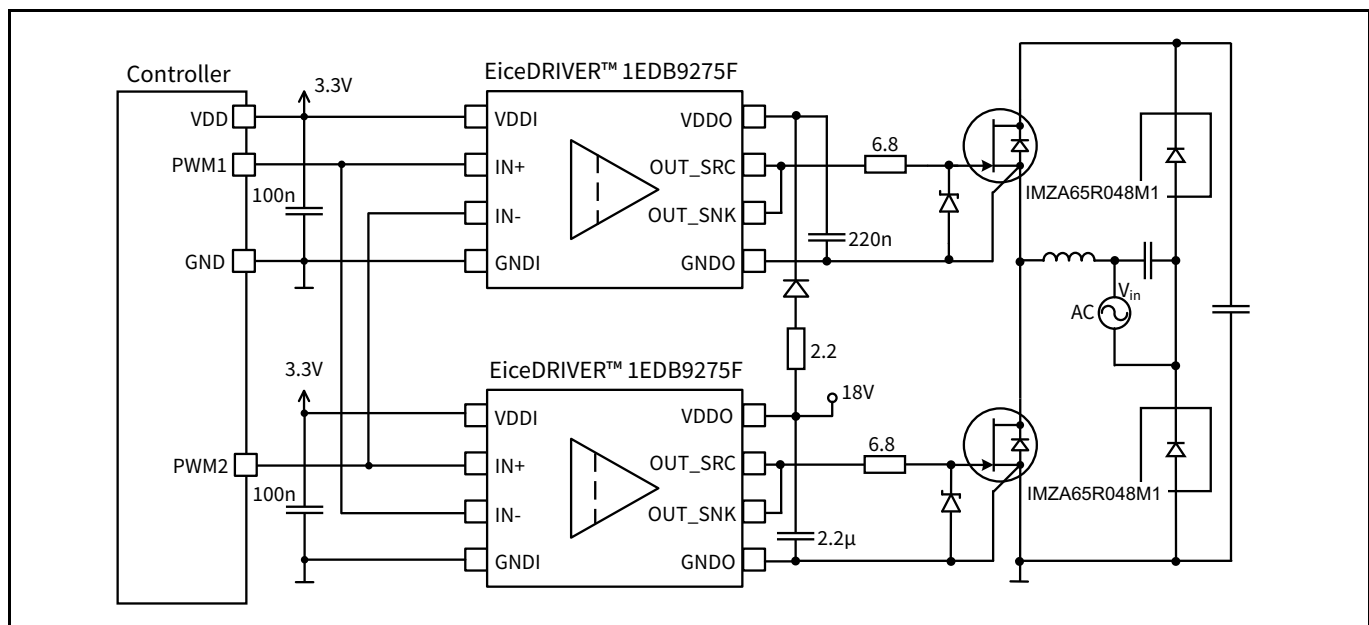 Controller
VDD
PWM1
GND
PWM2
3.3V
100n
3.3V
100n
EiceDRIVER™ 1EDB9275F
VDDI
IN+
IN-
GNDI
VDDO
OUT_SRC
OUT_SNK
GNDO
6.8
220n
2.2
EiceDRIVER™ 1EDB9275F
VDDI
IN+
IN-
GNDI
VDDO
OUT_SRC
OUT_SNK
GNDO
18V
6.8
2.2µ
IMZA65R048M1
Vin
AC
IMZA65R048M1